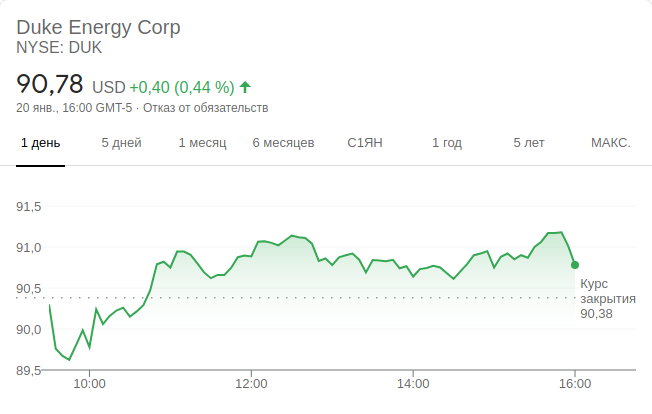 Duke Energy Corp
NYSE: DUK
90,78 USD +0,40 (0,44 %) ↑
20 янв., 16:00 GMT-5 · Отказ от обязательств
1 день 5 дней 1 месяц 6 месяцев С1ЯН 1 год 5 лет МАКС.
91,5
91,0
90,5
Курс
закрытия
90,38
90,0
89,5
10:00 12:00 14:00 16:00